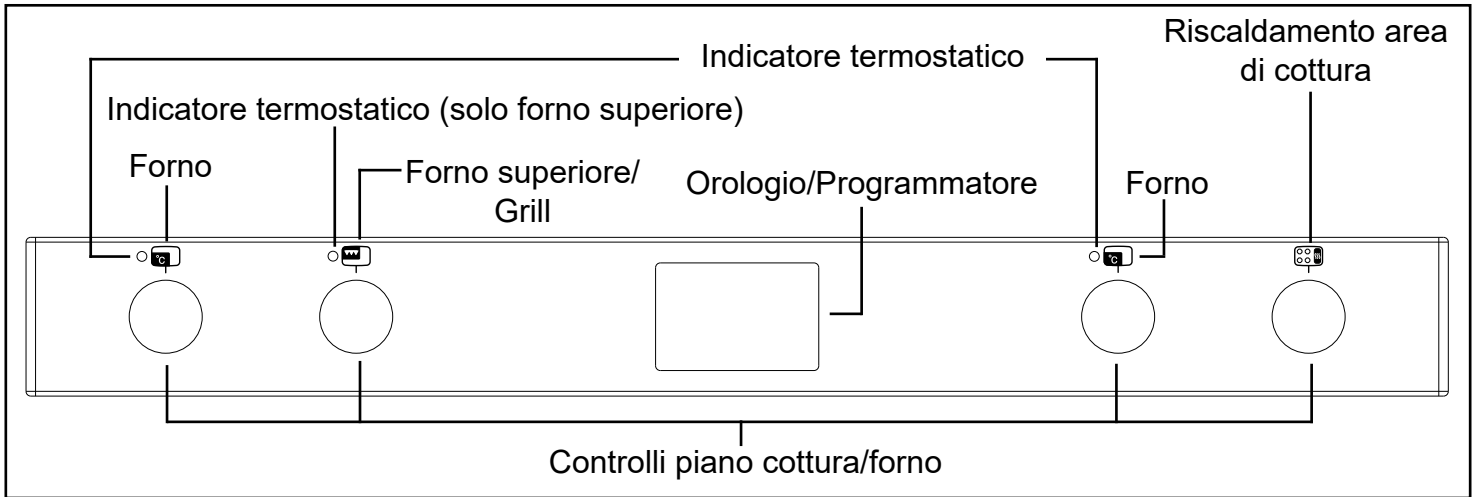 Riscaldamento area
di cottura
Indicatore termostatico
Indicatore termostatico (solo forno superiore)
Forno
Forno superiore/
Grill
Orologio/Programmatore
Forno
°C
°C
Controlli piano cottura/forno